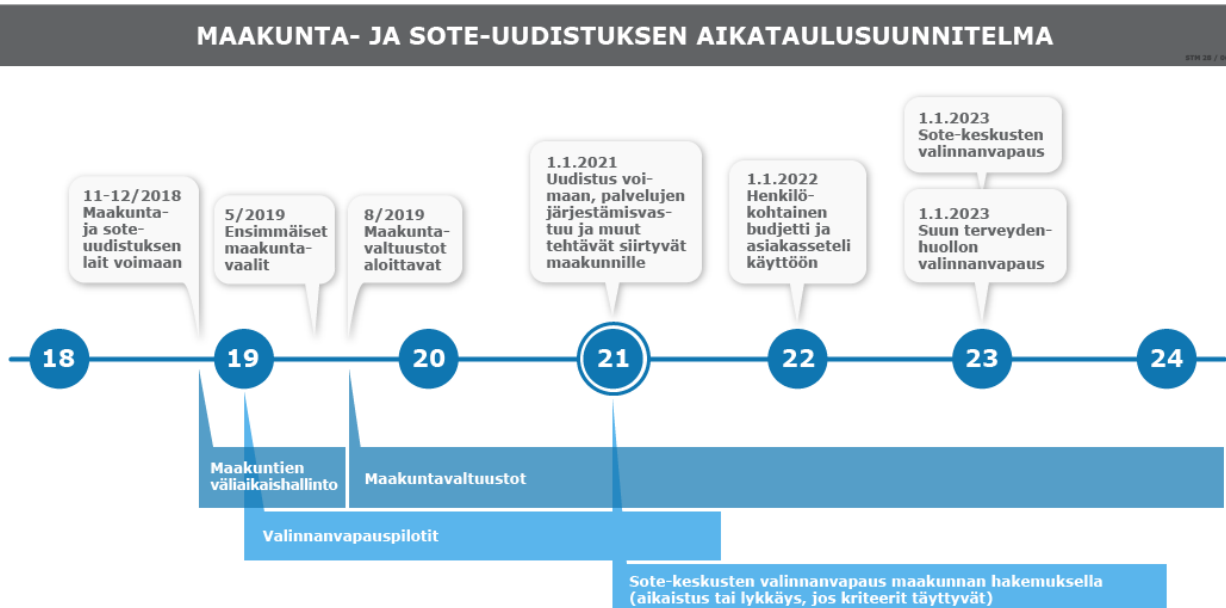 MAAKUNTA- JA SOTE-UUDISTUKSEN AIKATAULUSUUNNITELMA
11-12/2018
Maakunta-
ja sote-
uudistuksen
lait voimaan
5/2019
Ensimmäiset
maakunta-
vaalit
8/2019
Maakunta-
valtuustot
aloittavat
1.1.2021
Uudistus voi-
maan, palvelujen
järjestämisvas-
tuu ja muut
tehtävät siirtyvät
maakunnille
1.1.2022
Henkilö-
kohtainen
budjetti ja
asiakasseteli
käyttöön
1.1.2023
Sote-keskusten
valinnanvapaus
1.1.2023
Suun terveyden-
huollon
valinnanvapaus
18
19
20
21
22
23
24
Maakuntien
väliaikaishallinto
Maakuntavaltuustot
Valinnanvapauspilotit
Sote-keskusten valinnanvapaus maakunnan hakemuksella
(aikaistus tai lykkäys, jos kriteerit täyttyvät)